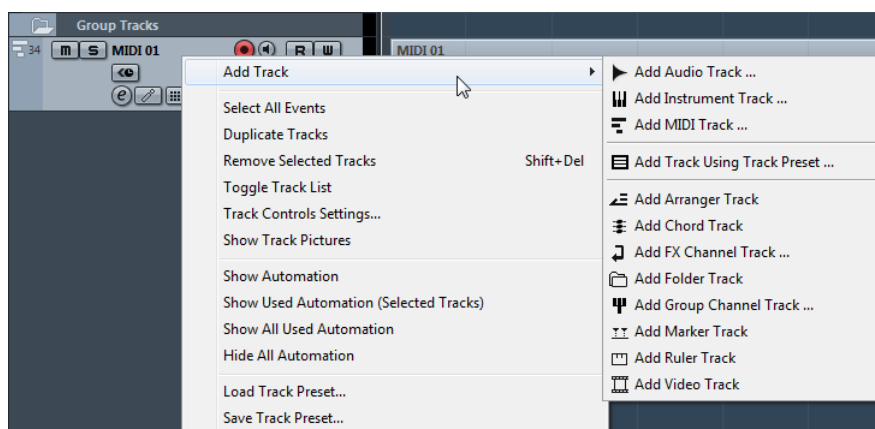 Group Tracks
34 m S MIDI 01 R W MIDI 01
e
Add Track
Select All Events
Duplicate Tracks
Remove Selected Tracks Shift+Del
Toggle Track List
Track Controls Settings...
Show Track Pictures
Show Automation
Show Used Automation (Selected Tracks)
Show All Used Automation
Hide All Automation
Load Track Preset...
Save Track Preset...
Add Audio Track ...
Add Instrument Track ...
Add MIDI Track ...
Add Track Using Track Preset ...
Add Arranger Track
Add Chord Track
Add FX Channel Track ...
Add Folder Track
Add Group Channel Track ...
Add Marker Track
Add Ruler Track
Add Video Track